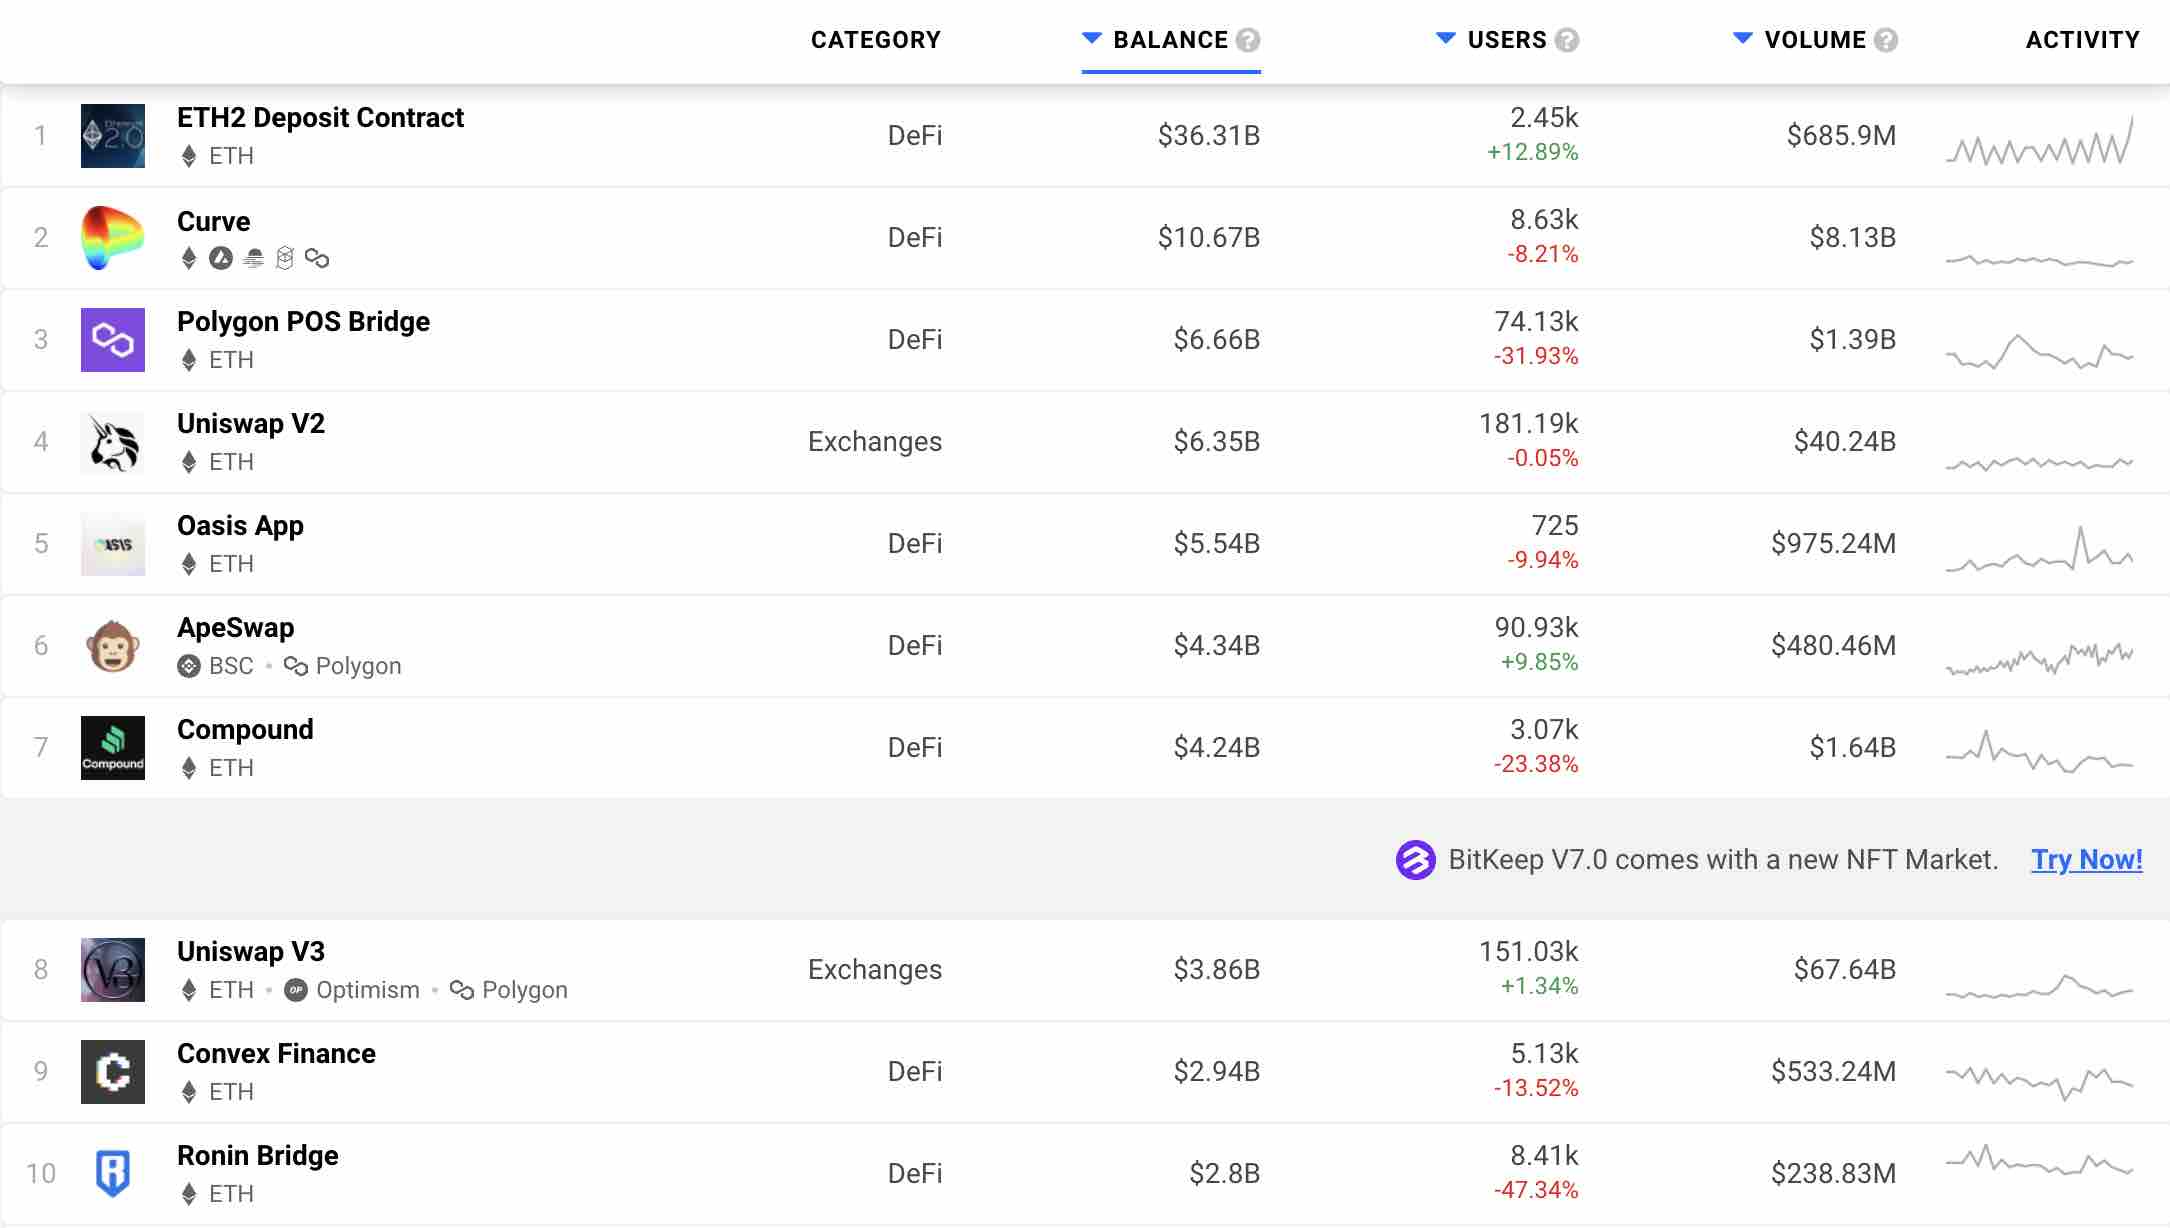 CATEGORY BALANCE ? USERS ? VOLUME ? ACTIVITY
1 ETH2 Deposit Contract ETH DeFi $36.31B 2.45k +12.89% $685.9M
2 Curve DeFi $10.67B 8.63k -8.21% $8.13B
3 Polygon POS Bridge ETH DeFi $6.66B 74.13k -31.93% $1.39B
4 Uniswap V2 ETH Exchanges $6.35B 181.19k -0.05% $40.24B
5 OASIS Oasis App ETH DeFi $5.54B 725 -9.94% $975.24M
6 ApeSwap BSC • Polygon DeFi $4.34B 90.93k +9.85% $480.46M
7 Compound Compound ETH DeFi $4.24B 3.07k -23.38% $1.64B
BitKeep V7.0 comes with a new NFT Market. Try Now!
8 V3 Uniswap V3 ETH • OP Optimism • Polygon Exchanges $3.86B 151.03k +1.34% $67.64B
9 C Convex Finance ETH DeFi $2.94B 5.13k -13.52% $533.24M
10 Ronin Bridge ETH DeFi $2.8B 8.41k -47.34% $238.83M